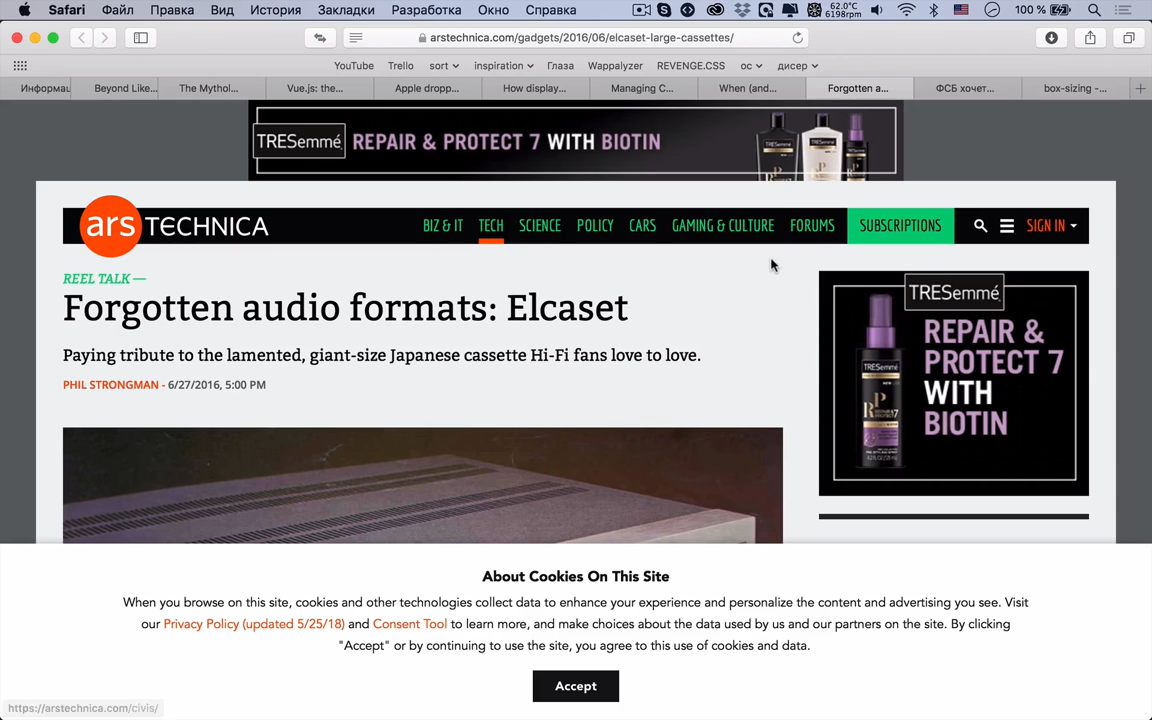 Safari Файл Правка Вид История Закладки Разработка Окно Справка 62.0°C 6198rpm 100 %
arstechnica.com/gadgets/2016/06/elcaset-large-cassettes/
YouTube Trello sort inspiration Глаза Wappalyzer REVENGE.CSS ос дисер
Информац Beyond Like... The Mythol... Vue.js: the... Apple dropp... How display... Managing C... When (and... Forgotten a... ФСБ хочет... box-sizing -...
TRESemmé REPAIR & PROTECT 7 WITH BIOTIN
ars TECHNICA BIZ & IT TECH SCIENCE POLICY CARS GAMING & CULTURE FORUMS SUBSCRIPTIONS SIGN IN
REEL TALK —
Forgotten audio formats: Elcaset
Paying tribute to the lamented, giant-size Japanese cassette Hi-Fi fans love to love.
PHIL STRONGMAN - 6/27/2016, 5:00 PM
TRESemmé
REPAIR &
PROTECT 7
WITH
BIOTIN
About Cookies On This Site
When you browse on this site, cookies and other technologies collect data to enhance your experience and personalize the content and advertising you see. Visit
our Privacy Policy (updated 5/25/18) and Consent Tool to learn more, and make choices about the data used by us and our partners on the site. By clicking
"Accept" or by continuing to use the site, you agree to this use of cookies and data.
Accept
https://arstechnica.com/civis/